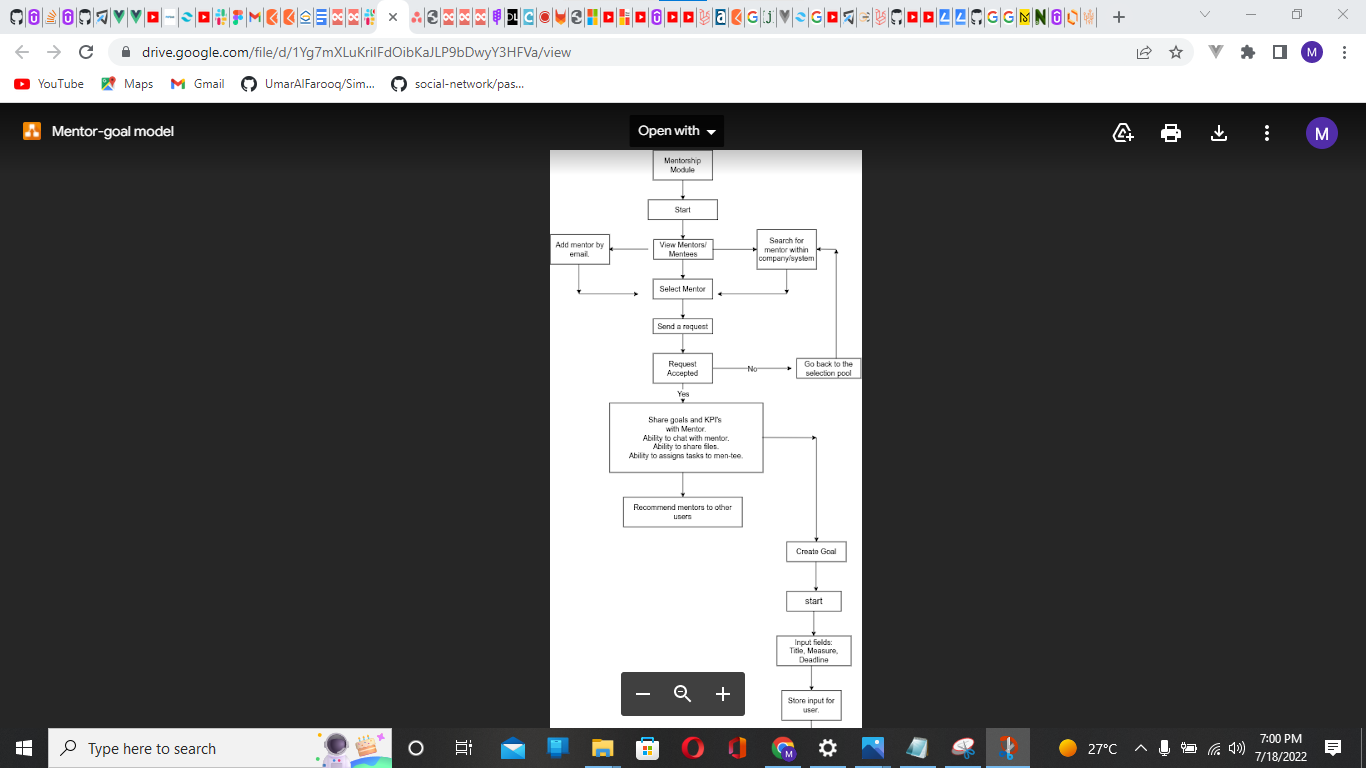 drive.google.com/file/d/1Yg7mXLuKriIFdOibKaJLP9bDwyY3HFVa/view
M
YouTube
Maps
Gmail
UmarAlFarooq/Sim...
social-network/pas...
Mentor-goal model
Open with
M
Mentorship
Module
Start
Add mentor by
email.
View Mentors/
Mentees
Search for
mentor within
company/system
Select Mentor
Send a request
Request
Accepted
No
Go back to the
selection pool
Yes
Share goals and KPI's
with Mentor.
Ability to chat with mentor.
Ability to share files.
Ability to assigns tasks to men-tee.
Recommend mentors to other
users
Create Goal
start
Input fields:
Title, Measure,
Deadline
Store input for
user.
Type here to search
27°C
7:00 PM
7/18/2022